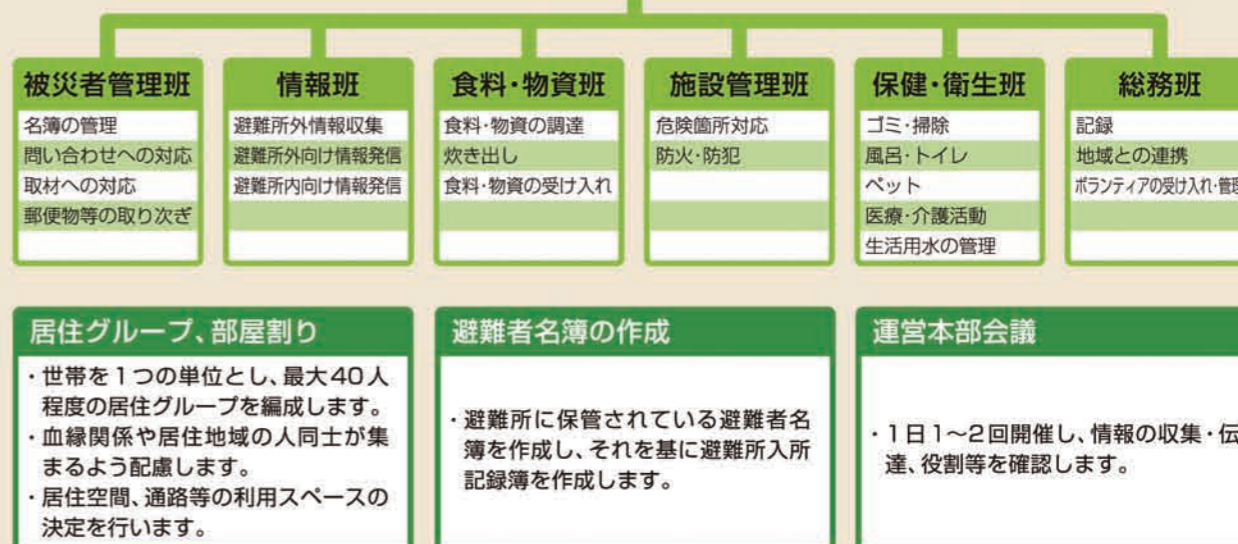 被災者管理班
名簿の管理
問い合わせへの対応
取材への対応
郵便物等の取り次ぎ
情報班
避難所外情報収集
避難所外向け情報発信
避難所内向け情報発信
食料・物資班
食料・物資の調達
炊き出し
食料・物資の受け入れ
施設管理班
危険箇所対応
防火・防犯
保健・衛生班
ゴミ・掃除
風呂・トイレ
ペット
医療・介護活動
生活用水の管理
総務班
記録
地域との連携
ボランティアの受け入れ・管理
居住グループ、部屋割り
・世帯を1つの単位とし、最大40人
程度の居住グループを編成します。
・血縁関係や居住地域の人同士が集
まるよう配慮します。
・居住空間、通路等の利用スペースの
決定を行います。
避難者名簿の作成
・避難所に保管されている避難者名
簿を作成し、それを基に避難所入所
記録簿を作成します。
運営本部会議
・1日1~2回開催し、情報の収集・伝
達、役割等を確認します。